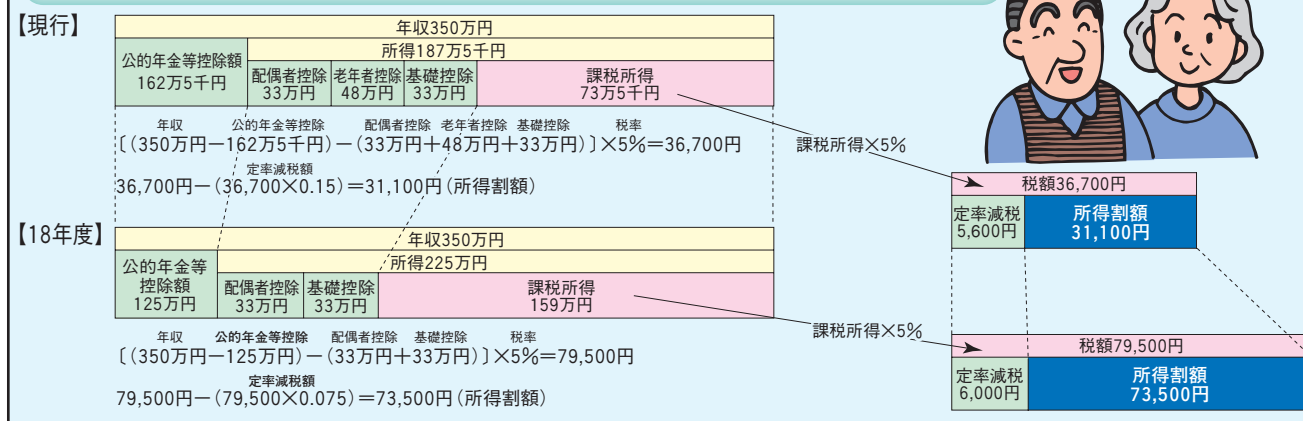 【現行】
年収350万円
公的年金等控除額
162万5千円
所得187万5千円
配偶者控除
33万円
老年者控除
48万円
基礎控除
33万円
課税所得
73万5千円
年収 公的年金等控除 配偶者控除 老年者控除 基礎控除 税率
〔(350万円−162万5千円)−(33万円+48万円+33万円)〕×5%=36,700円
定率減税額
36,700円−(36,700×0.15)=31,100円(所得割額)
課税所得×5%
税額36,700円
定率減税
5,600円
所得割額
31,100円
【18年度】
年収350万円
公的年金等
控除額
125万円
所得225万円
配偶者控除
33万円
基礎控除
33万円
課税所得
159万円
年収 公的年金等控除 配偶者控除 基礎控除 税率
〔(350万円−125万円)−(33万円+33万円)〕×5%=79,500円
定率減税額
79,500円−(79,500×0.075)=73,500円(所得割額)
課税所得×5%
税額79,500円
定率減税
6,000円
所得割額
73,500円